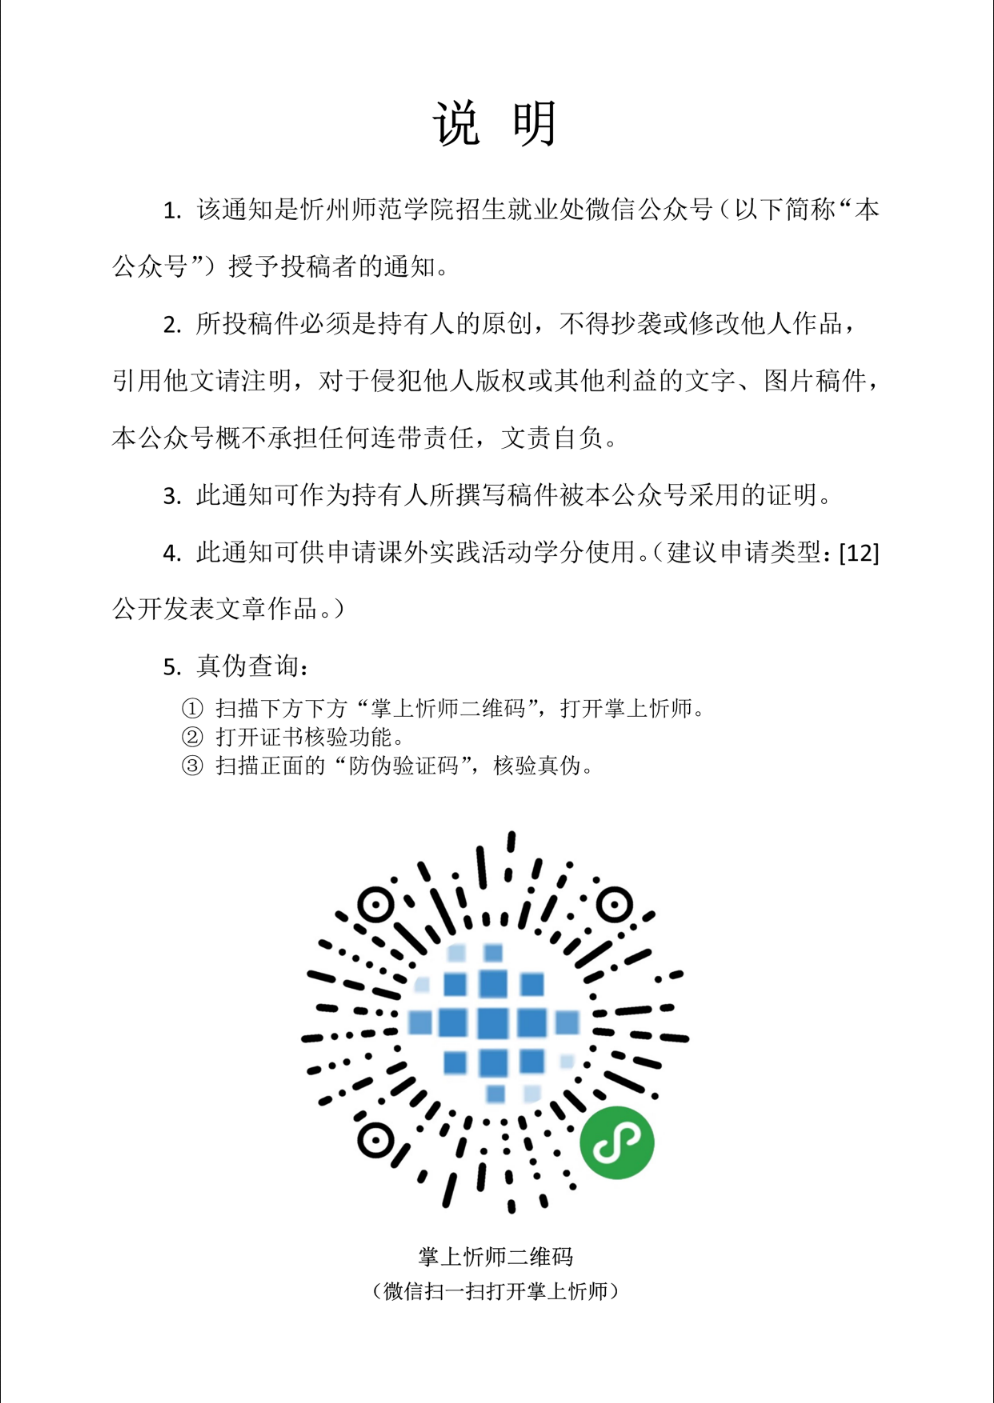 说 明
1. 该通知是忻州师范学院招生就业处微信公众号（以下简称“本
公众号”）授予投稿者的通知。
2. 所投稿件必须是持有人的原创，不得抄袭或修改他人作品，
引用他文请注明，对于侵犯他人版权或其他利益的文字、图片稿件，
本公众号概不承担任何连带责任，文责自负。
3. 此通知可作为持有人所撰写稿件被本公众号采用的证明。
4. 此通知可供申请课外实践活动学分使用。（建议申请类型：[12]
公开发表文章作品。）
5. 真伪查询：
① 扫描下方下方“掌上忻师二维码”，打开掌上忻师。
② 打开证书核验功能。
③ 扫描正面的“防伪验证码”，核验真伪。
掌上忻师二维码
（微信扫一扫打开掌上忻师）